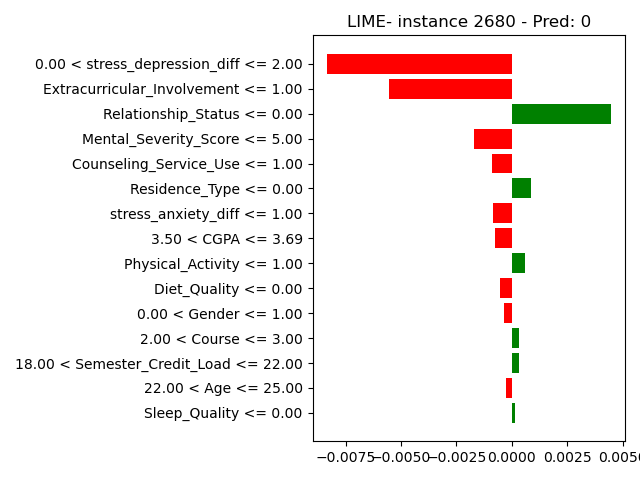 LIME- instance 2680 - Pred: 0
0.00 < stress_depression_diff <= 2.00
Extracurricular_Involvement <= 1.00
Relationship_Status <= 0.00
Mental_Severity_Score <= 5.00
Counseling_Service_Use <= 1.00
Residence_Type <= 0.00
stress_anxiety_diff <= 1.00
3.50 < CGPA <= 3.69
Physical_Activity <= 1.00
Diet_Quality <= 0.00
0.00 < Gender <= 1.00
2.00 < Course <= 3.00
18.00 < Semester_Credit_Load <= 22.00
22.00 < Age <= 25.00
Sleep_Quality <= 0.00
−0.0075 −0.0050 −0.0025 0.0000 0.0025